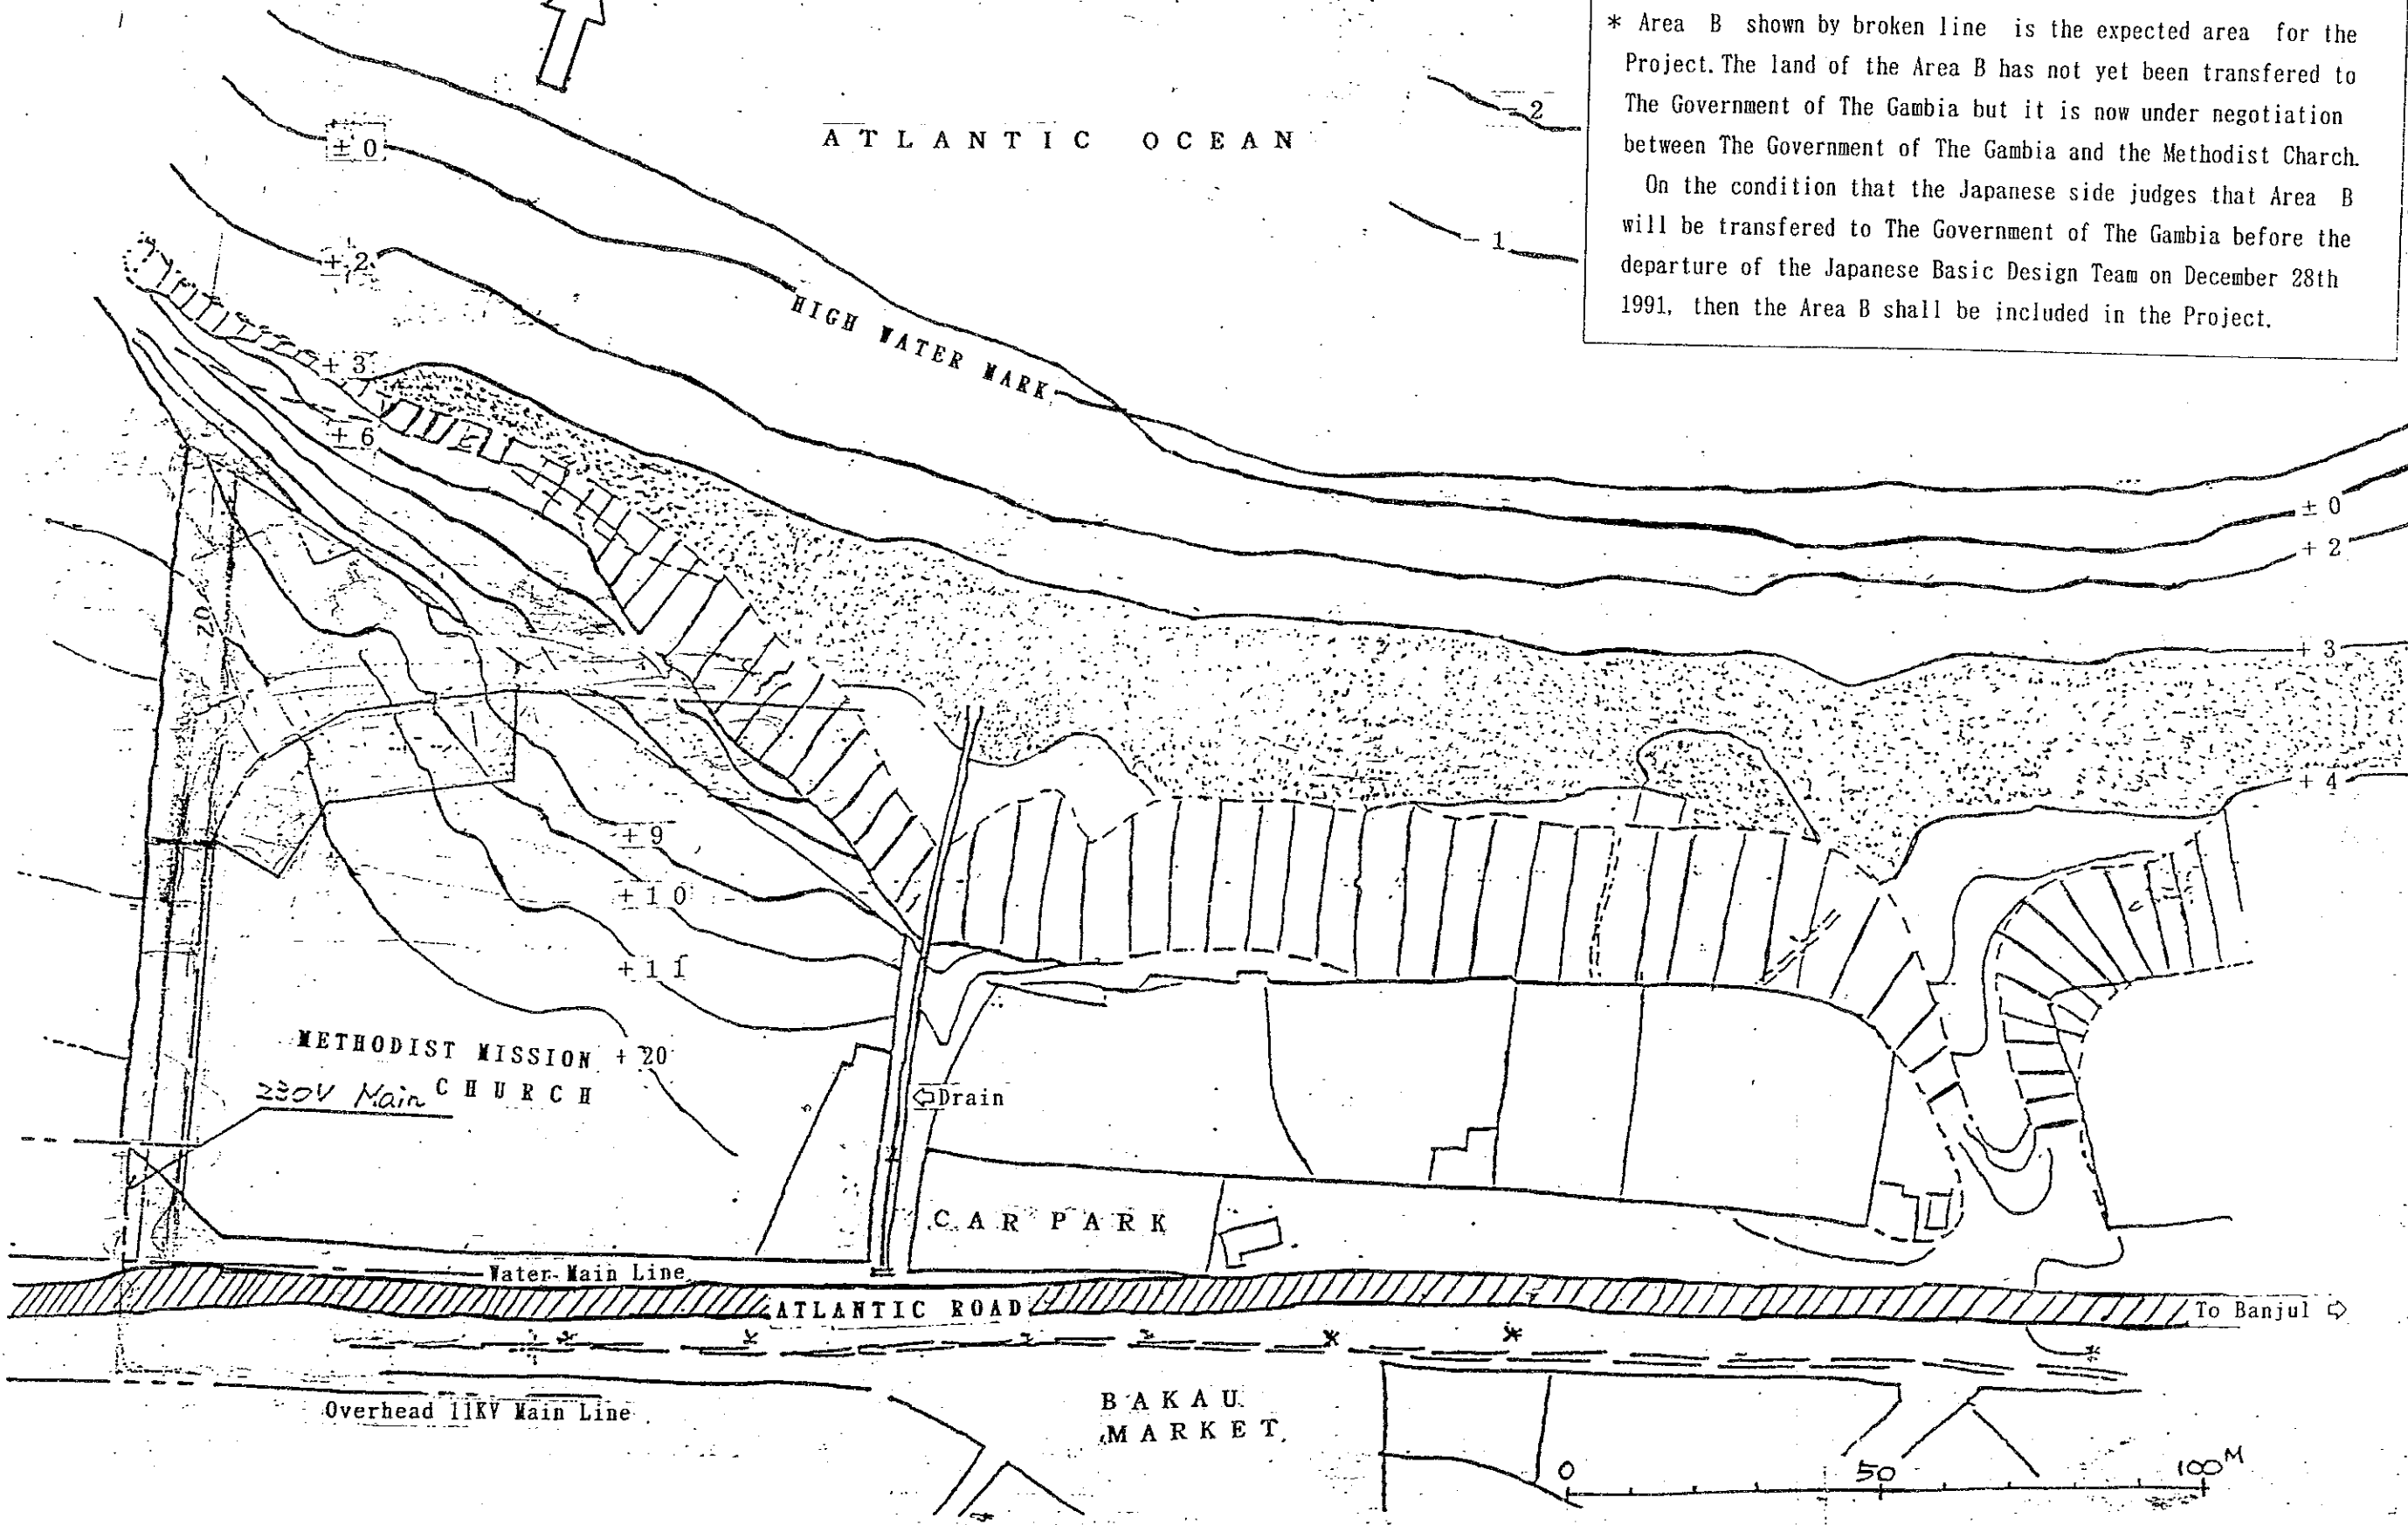 * Area B shown by broken line is the expected area for the
Project. The land of the Area B has not yet been transfered to
The Government of The Gambia but it is now under negotiation
between The Government of The Gambia and the Methodist Charch.
On the condition that the Japanese side judges that Area B
will be transfered to The Government of The Gambia before the
departure of the Japanese Basic Design Team on December 28th
1991, then the Area B shall be included in the Project.
ATLANTIC OCEAN
- 2
- 1
± 0
+ 2
+ 3
+ 6
HIGH WATER MARK
± 0
+ 2
+ 3
+ 4
20
+ 9
+ 10
+ 11
+ 20
METHODIST MISSION
CHURCH
230V Main
⇦Drain
CAR PARK
Water Main Line
ATLANTIC ROAD
To Banjul ⇨
Overhead 11KV Main Line
BAKAU
MARKET
0 50 100M